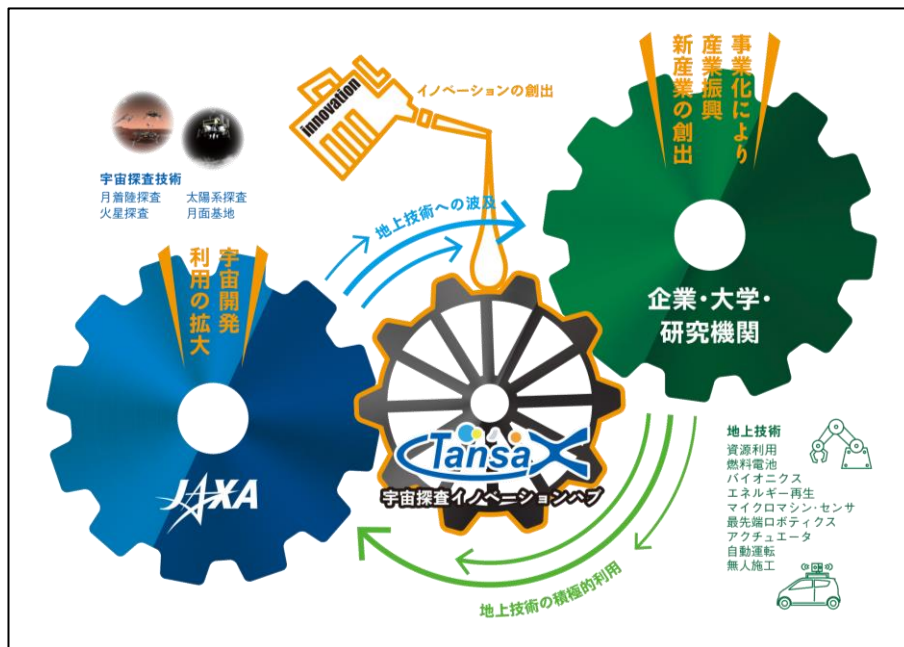 innovation
イノベーションの創出
事業化により
産業振興
新産業の創出
宇宙探査技術
月着陸探査 太陽系探査
火星探査 月面基地
地上技術への波及
宇宙開発
利用の拡大
企業・大学・
研究機関
JAXA
TansaX
宇宙探査イノベーションハブ
地上技術
資源利用
燃料電池
バイオニクス
エネルギー再生
マイクロマシン・センサ
最先端ロボティクス
アクチュエータ
自動運転
無人施工
地上技術の積極的利用